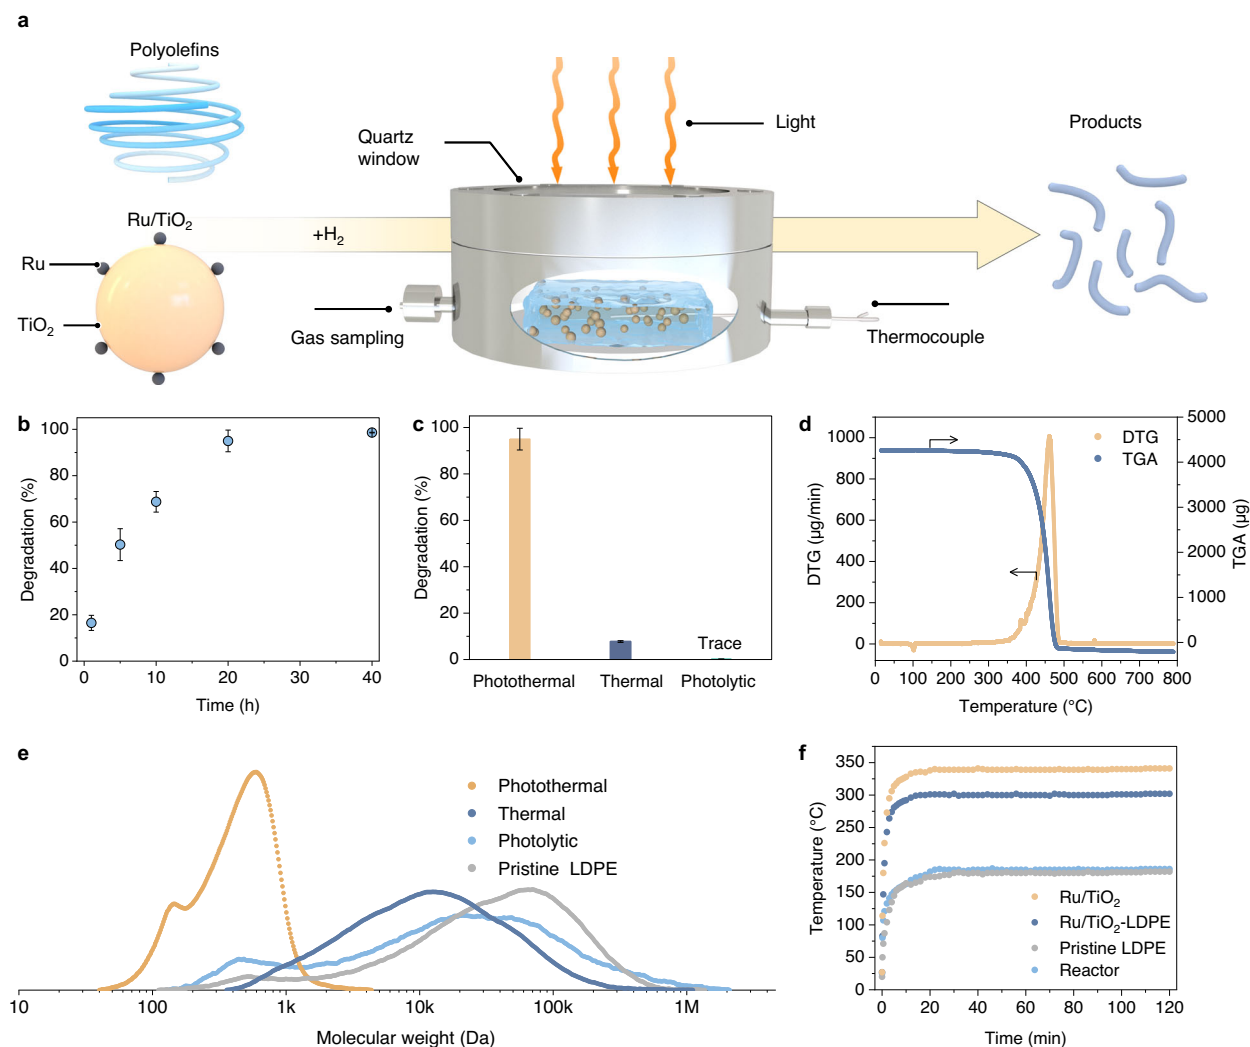 a
Polyolefins
Quartz
window
Light
Products
Ru/TiO2
+H2
Ru
TiO2
Gas sampling
Thermocouple
b
100
80
60
40
20
0
Degradation (%)
0 10 20 30 40
Time (h)
c
100
80
60
40
20
0
Degradation (%)
Trace
Photothermal Thermal Photolytic
d
1000
800
600
400
200
0
DTG (µg/min)
DTG
TGA
5000
4000
3000
2000
1000
0
TGA (µg)
0 100 200 300 400 500 600 700 800
Temperature (°C)
e
Photothermal
Thermal
Photolytic
Pristine LDPE
10 100 1k 10k 100k 1M
Molecular weight (Da)
f
350
300
250
200
150
100
50
0
Temperature (°C)
Ru/TiO2
Ru/TiO2-LDPE
Pristine LDPE
Reactor
0 20 40 60 80 100 120
Time (min)